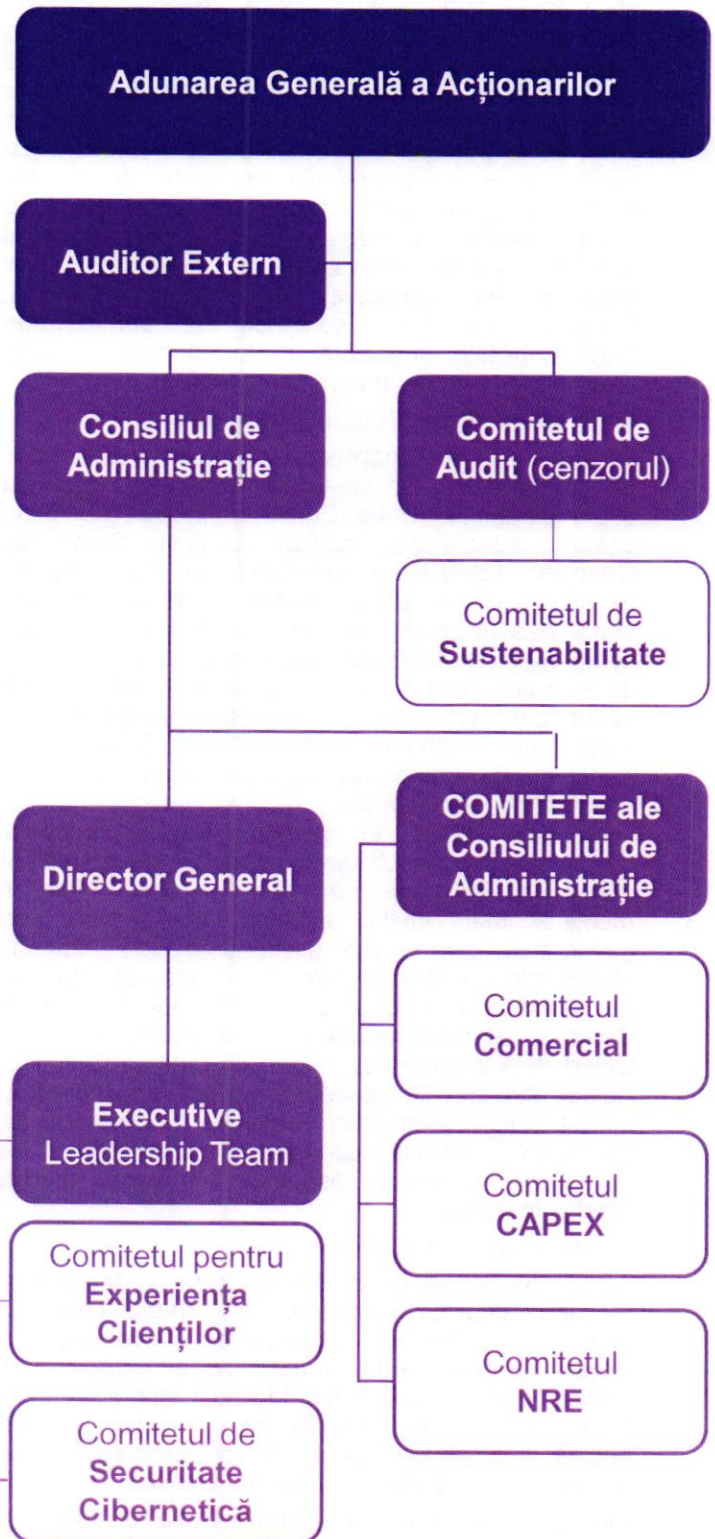 Adunarea Generală a Acționarilor
Auditor Extern
Consiliul de
Administrație
Comitetul de
Audit (cenzorul)
Comitetul de
Sustenabilitate
Director General
COMITETE ale
Consiliului de
Administrație
Comitetul
Comercial
Executive
Leadership Team
Comitetul
CAPEX
Comitetul pentru
Experiența
Clienților
Comitetul
NRE
Comitetul de
Securitate
Cibernetică